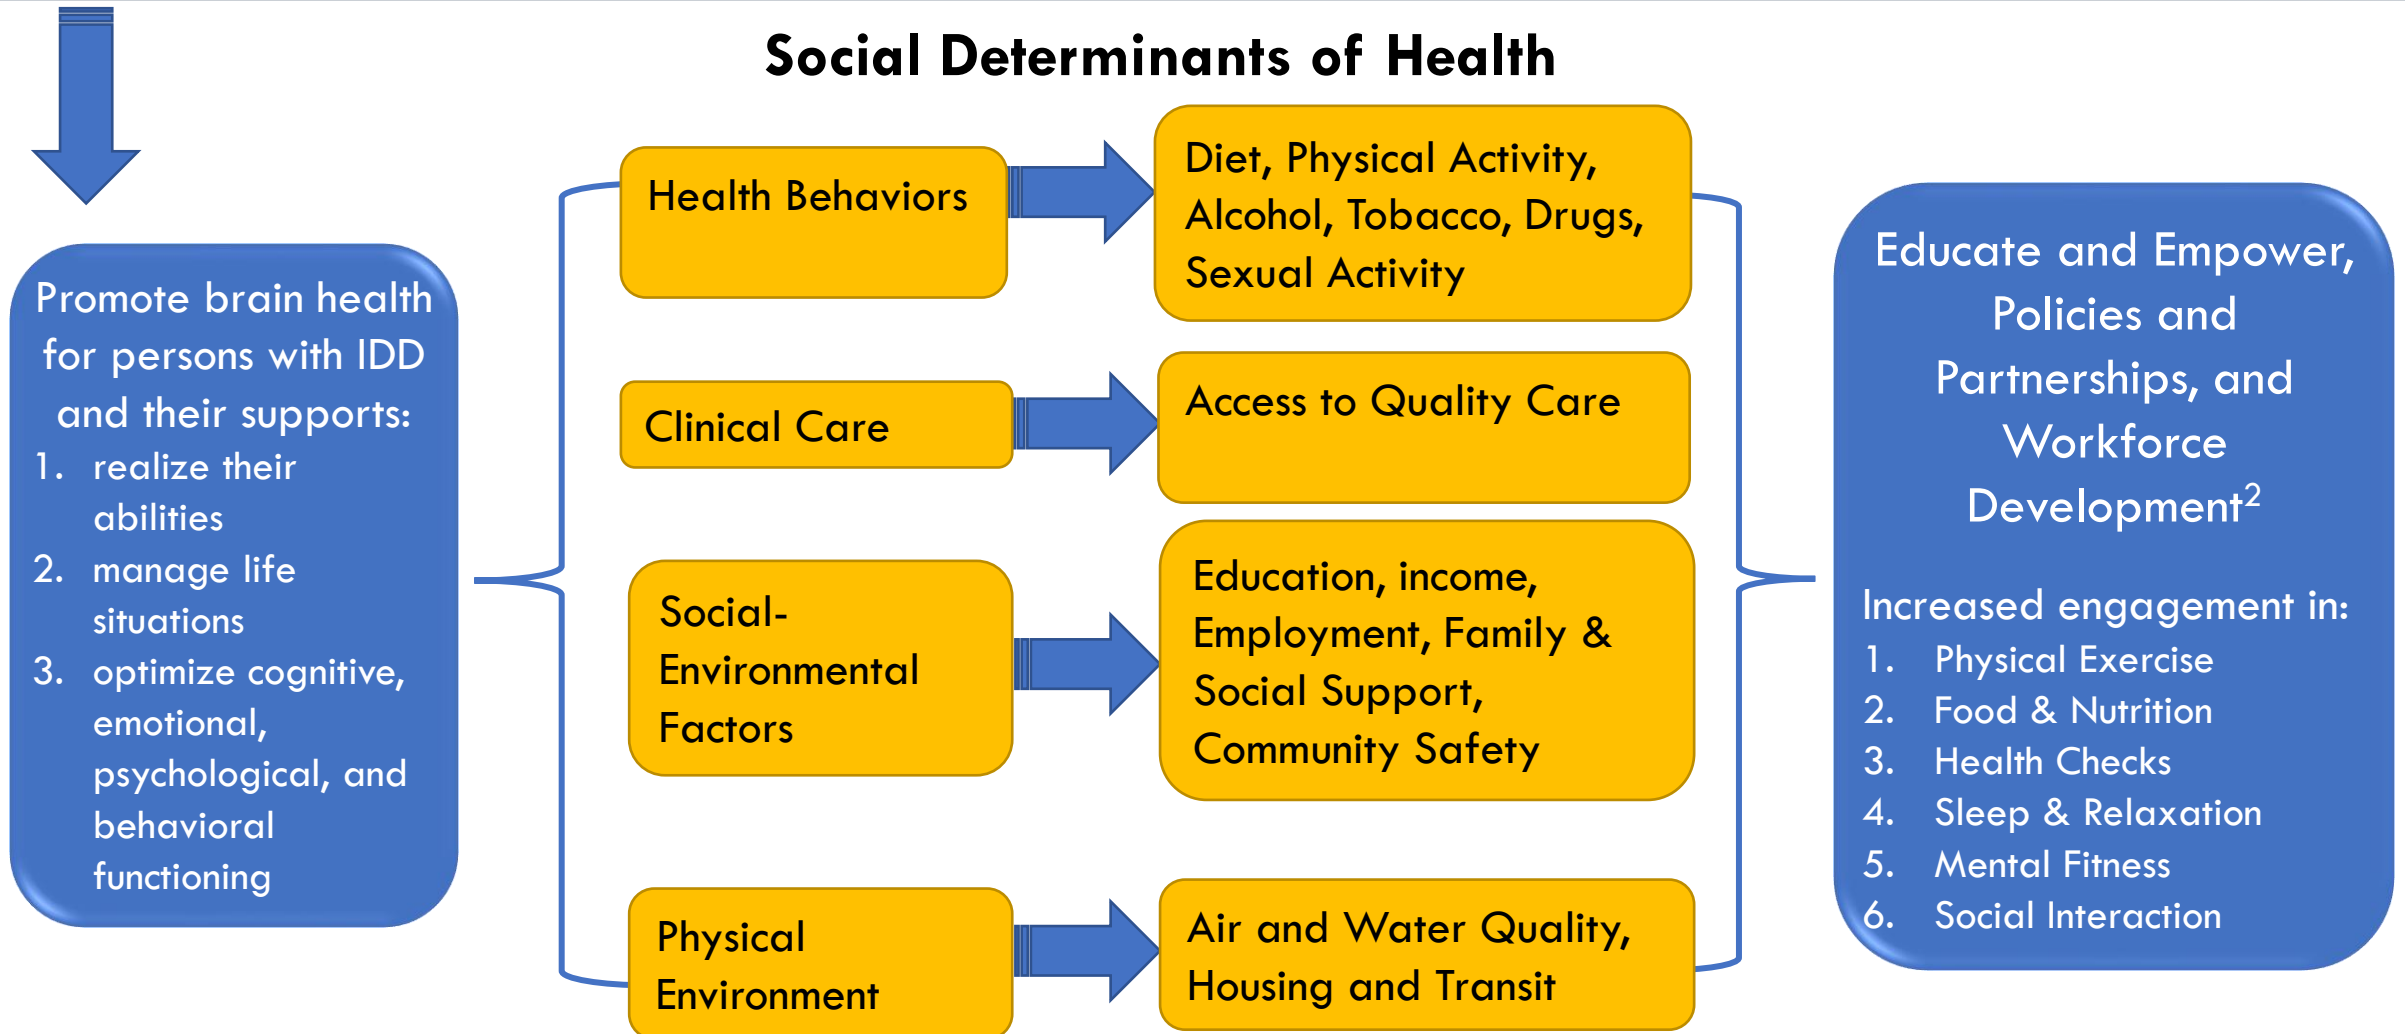 Social Determinants of Health
Promote brain health
for persons with IDD
and their supports:
1. realize their
abilities
2. manage life
situations
3. optimize cognitive,
emotional,
psychological, and
behavioral
functioning
Health Behaviors
Diet, Physical Activity,
Alcohol, Tobacco, Drugs,
Sexual Activity
Clinical Care
Access to Quality Care
Social-
Environmental
Factors
Education, income,
Employment, Family &
Social Support,
Community Safety
Physical
Environment
Air and Water Quality,
Housing and Transit
Educate and Empower,
Policies and
Partnerships, and
Workforce
Development²
Increased engagement in:
1. Physical Exercise
2. Food & Nutrition
3. Health Checks
4. Sleep & Relaxation
5. Mental Fitness
6. Social Interaction